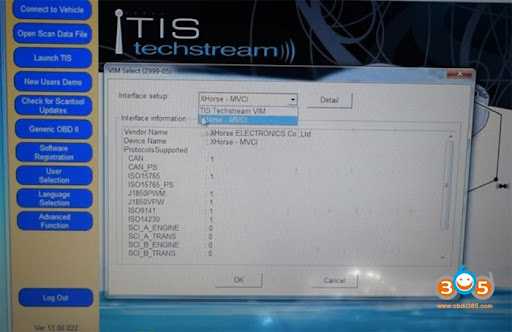 Connect to Vehicle
Open Scan Data File
Launch TIS
New Users Demo
Check for Scantool
Updates
Generic OBD II
Software
Registration
User
Selection
Language
Selection
Advanced
Function
Log Out
Ver 13.00.022
iTIS
techstream
VIM Select (Z999-05)
Interface setup:
XHorse - MVCI
Detail
TIS Techstream VIM
XHorse - MVCI
Interface information
Vendor Name : XHorse ELECTRONICS Co.,Ltd
Device Name : XHorse - MVCI
ProtocolsSupported
CAN : 1
CAN_PS
ISO15765 : 1
ISO15765_PS
J1850PWM : 1
J1850VPW : 1
ISO9141 : 1
ISO14230 : 1
SCI_A_ENGINE : 0
SCI_A_TRANS : 0
SCI_B_ENGINE : 0
SCI_B_TRANS : 0
OK
Cancel
obd
365
www.obdii365.com